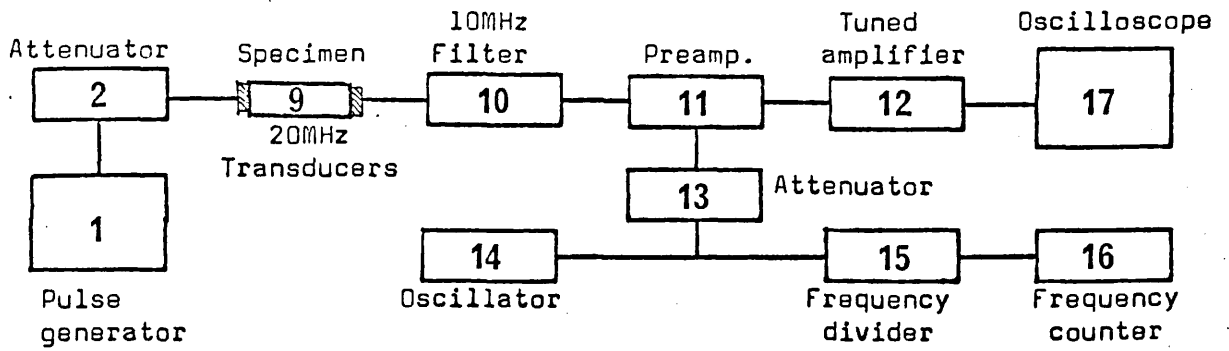 Attenuator
2
Specimen
9
20MHz
Transducers
10MHz
Filter
10
Preamp.
11
Tuned
amplifier
12
Oscilloscope
17
1
Pulse
generator
13
Attenuator
14
Oscillator
15
Frequency
divider
16
Frequency
counter